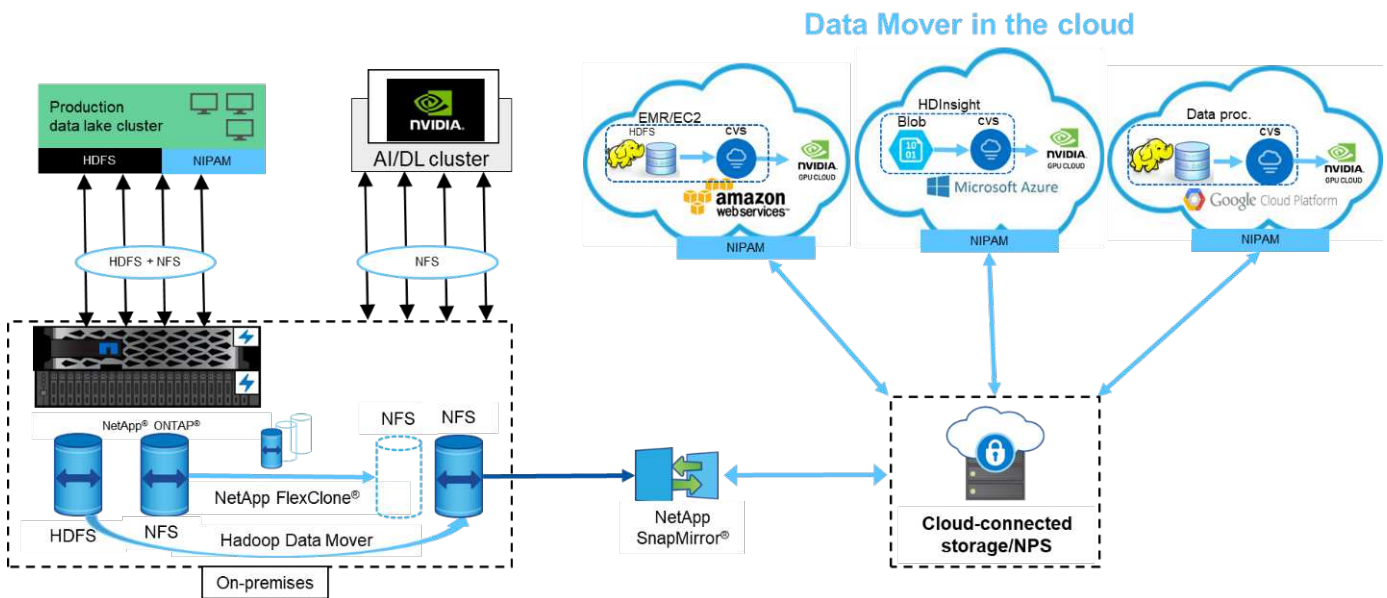 Data Mover in the cloud
Production
data lake cluster
HDFS
NIPAM
NVIDIA.
AI/DL cluster
HDFS + NFS
NFS
EMR/EC2
HDFS
CVS
NVIDIA.
GPU CLOUD
amazon
web services™
NIPAM
HDInsight
Blob
10
01
CVS
NVIDIA.
GPU CLOUD
Microsoft Azure
NIPAM
Data proc.
CVS
NVIDIA.
GPU CLOUD
Google Cloud Platform
NIPAM
NetApp® ONTAP®
NFS
NFS
NetApp FlexClone®
HDFS
NFS
Hadoop Data Mover
On-premises
NetApp
SnapMirror®
Cloud-connected
storage/NPS